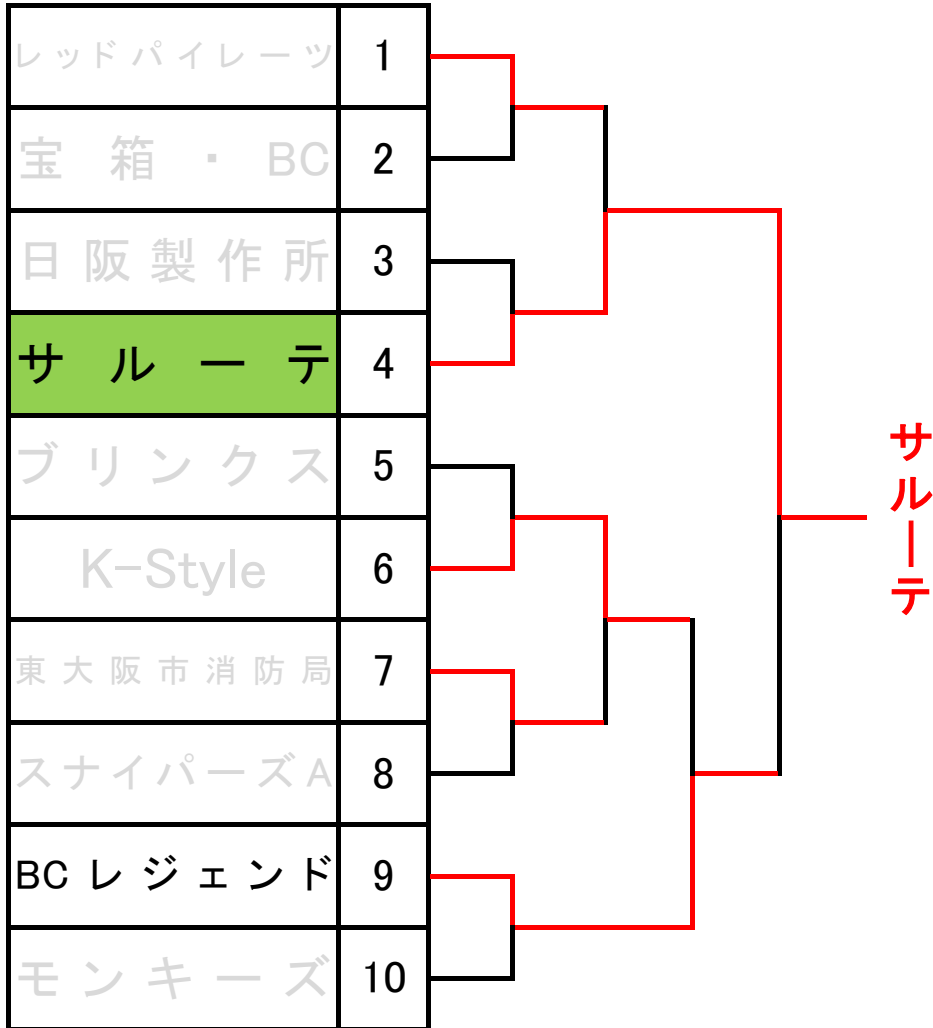 レッドパイレーツ 1
宝箱・BC 2
日阪製作所 3
サルーテ 4
ブリンクス 5
K-Style 6
東大阪市消防局 7
スナイパーズA 8
BCレジェンド 9
モンキーズ 10
サルーテ